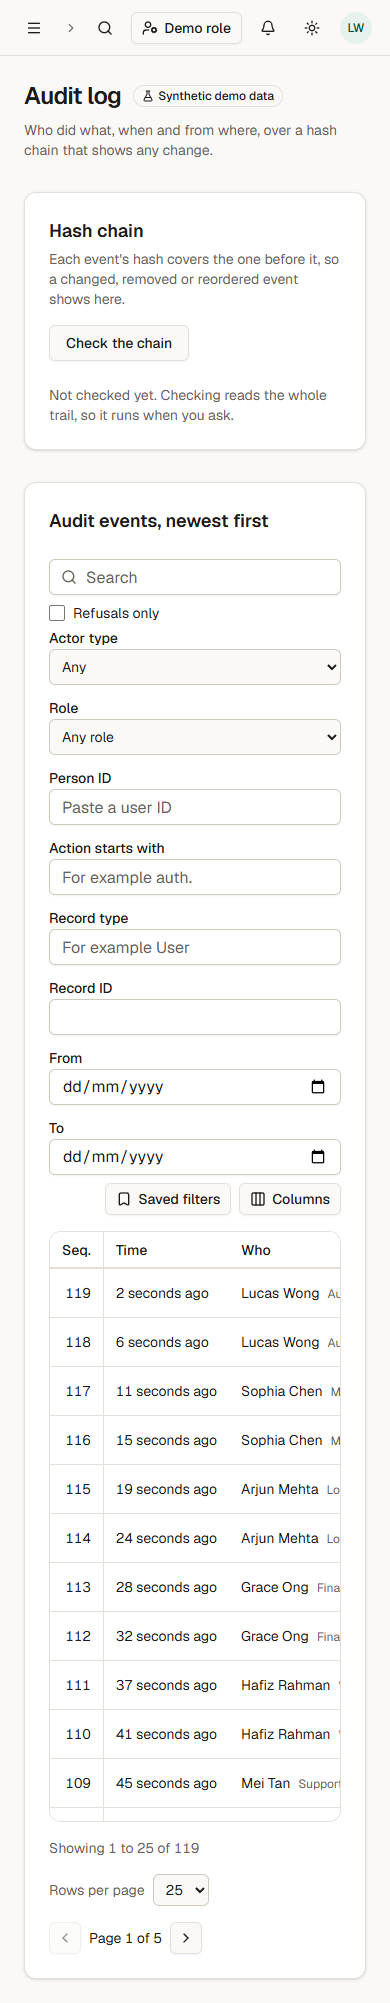 Demo role
LW
Audit log
Synthetic demo data
Who did what, when and from where, over a hash
chain that shows any change.
Hash chain
Each event's hash covers the one before it, so
a changed, removed or reordered event
shows here.
Check the chain
Not checked yet. Checking reads the whole
trail, so it runs when you ask.
Audit events, newest first
Search
Refusals only
Actor type
Any
Role
Any role
Person ID
Paste a user ID
Action starts with
For example auth.
Record type
For example User
Record ID
From
dd/mm/yyyy
To
dd/mm/yyyy
Saved filters Columns
Seq. Time Who
119 2 seconds ago Lucas Wong Au
118 6 seconds ago Lucas Wong Au
117 11 seconds ago Sophia Chen M
116 15 seconds ago Sophia Chen M
115 19 seconds ago Arjun Mehta Lo
114 24 seconds ago Arjun Mehta Lo
113 28 seconds ago Grace Ong Fina
112 32 seconds ago Grace Ong Fina
111 37 seconds ago Hafiz Rahman
110 41 seconds ago Hafiz Rahman
109 45 seconds ago Mei Tan Support
Showing 1 to 25 of 119
Rows per page 25
Page 1 of 5